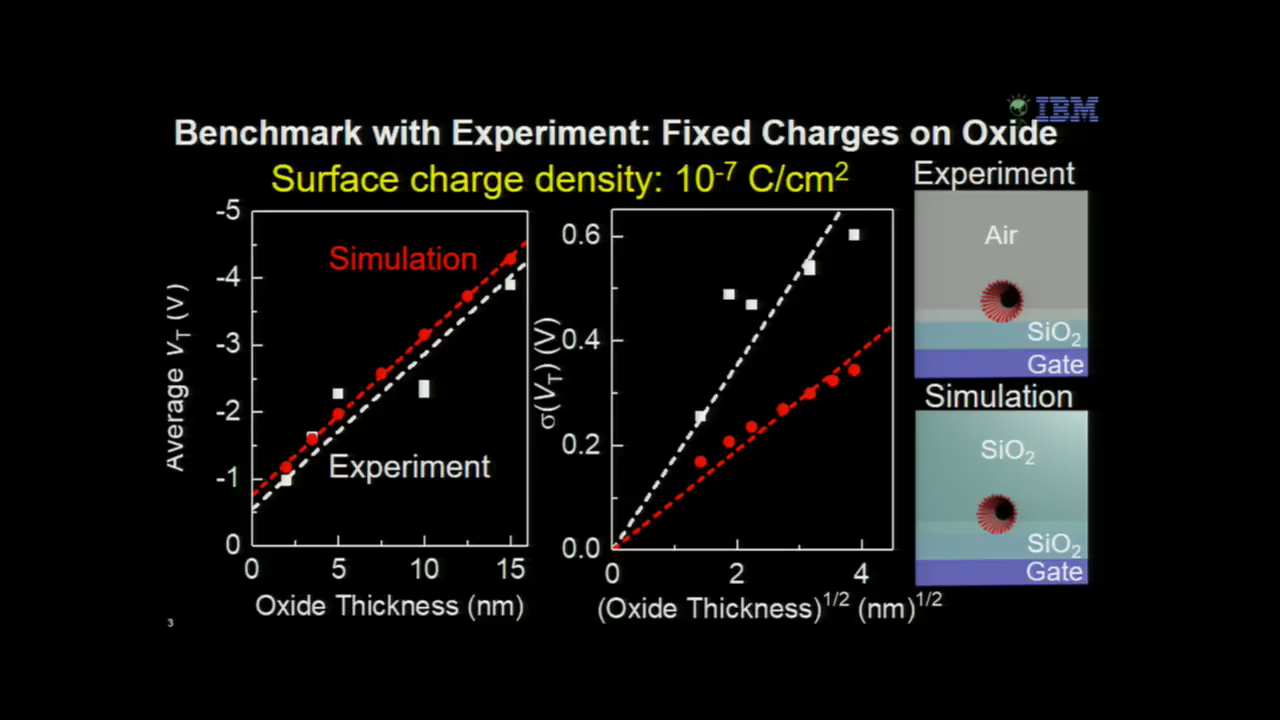 IBM
Benchmark with Experiment: Fixed Charges on Oxide
Surface charge density: 10⁻⁷ C/cm²
-5
-4
-3
-2
-1
0
Average V_T (V)
Simulation
Experiment
0 5 10 15
Oxide Thickness (nm)
0.6
0.4
0.2
0.0
σ(V_T) (V)
0 2 4
(Oxide Thickness)^1/2 (nm)^1/2
Experiment
Air
SiO₂
Gate
Simulation
SiO₂
SiO₂
Gate
3